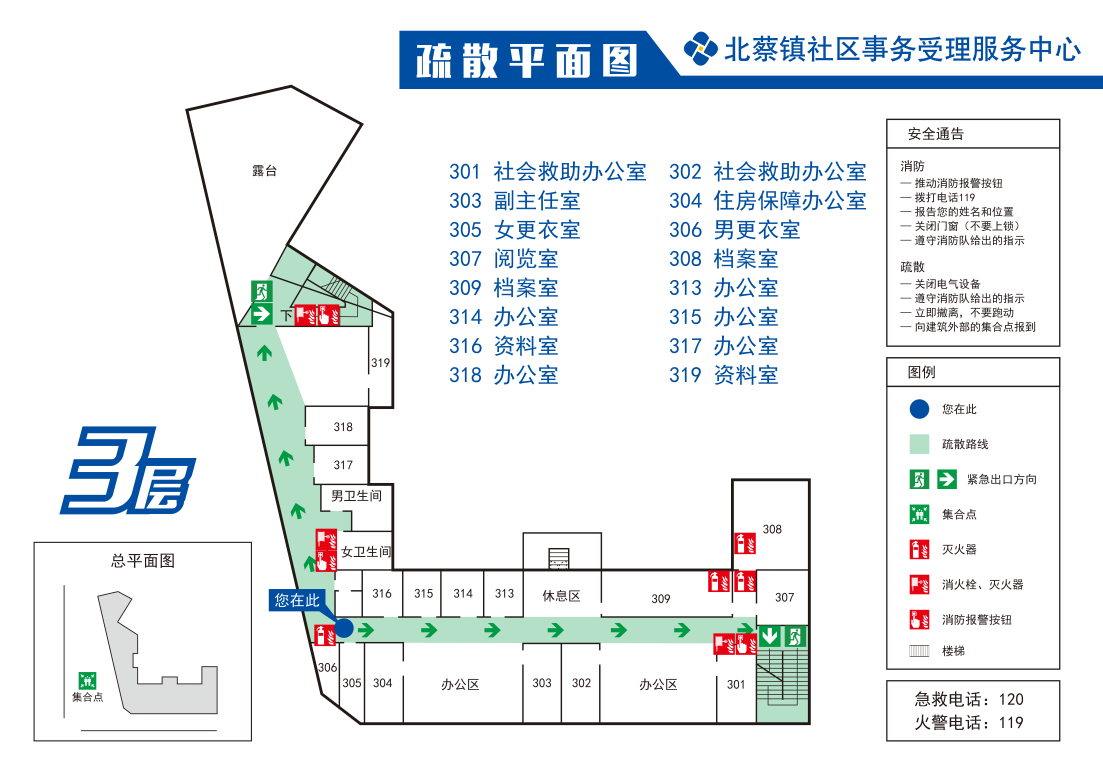 疏散平面图
北蔡镇社区事务受理服务中心
301 社会救助办公室 302 社会救助办公室
303 副主任室 304 住房保障办公室
305 女更衣室 306 男更衣室
307 阅览室 308 档案室
309 档案室 313 办公室
314 办公室 315 办公室
316 资料室 317 办公室
318 办公室 319 资料室
安全通告
消防
— 推动消防报警按钮
— 拨打电话119
— 报告您的姓名和位置
— 关闭门窗（不要上锁）
— 遵守消防队给出的指示
疏散
— 关闭电气设备
— 遵守消防队给出的指示
— 立即撤离，不要跑动
— 向建筑外部的集合点报到
图例
您在此
疏散路线
紧急出口方向
集合点
灭火器
消火栓、灭火器
消防报警按钮
楼梯
急救电话：120
火警电话：119
露台
下
319
318
317
男卫生间
女卫生间
308
316
315
314
313
休息区
309
307
您在此
306
305
304
办公区
303
302
办公区
301
3层
总平面图
集合点